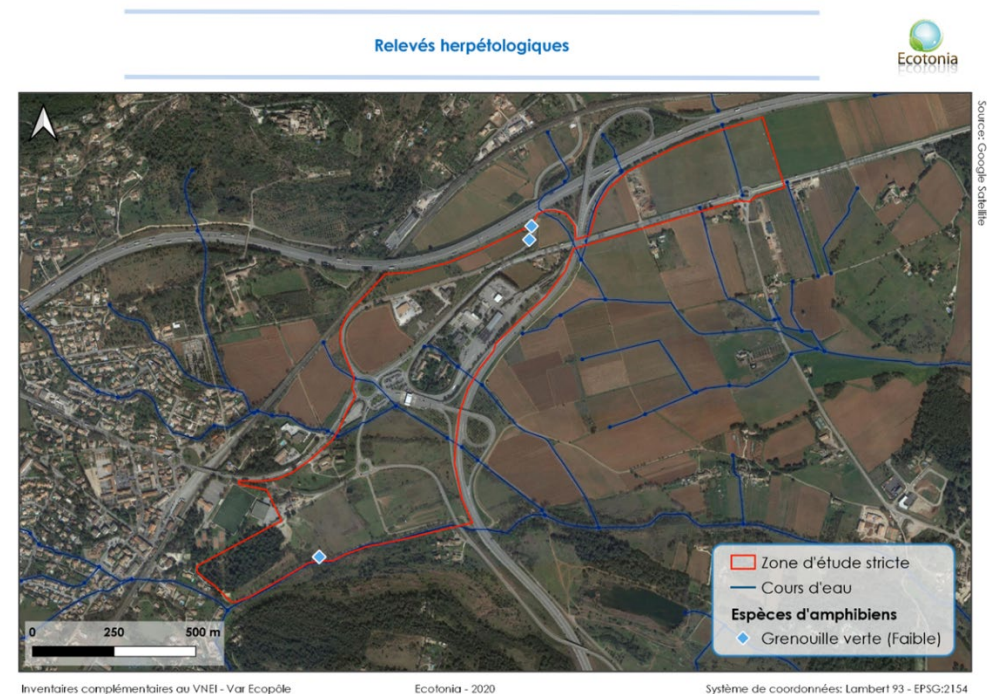 Relevés herpétologiques
Ecotonia
Source: Google Satellite
Zone d'étude stricte
Cours d'eau
Espèces d'amphibiens
Grenouille verte (Faible)
0 250 500 m
Inventaires complémentaires au VNEI - Var Ecopôle
Ecotonia - 2020
Système de coordonnées: Lambert 93 - EPSG:2154